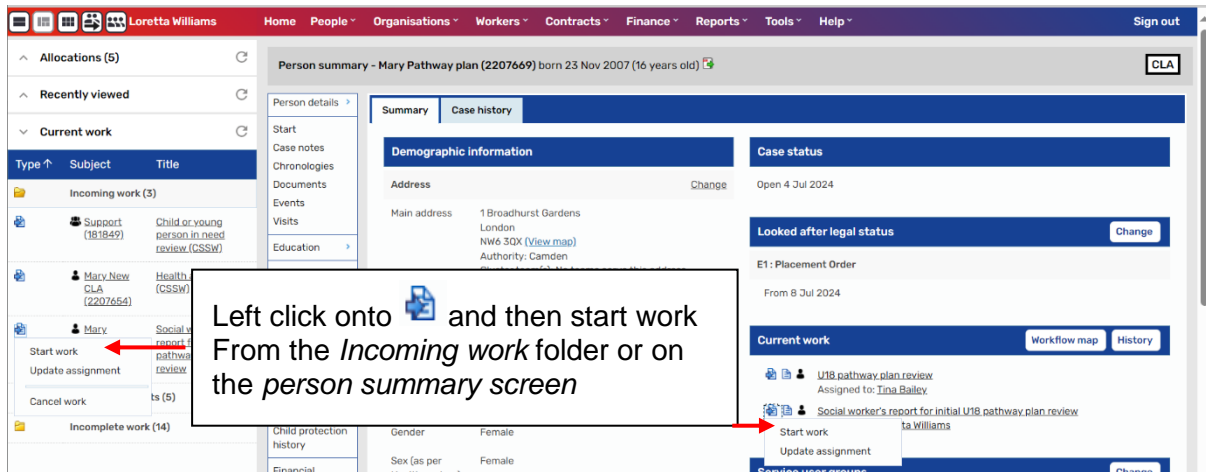 Loretta Williams Home People Organisations Workers Contracts Finance Reports Tools Help Sign out
Allocations (5)
Recently viewed
Current work
Type ↑ Subject Title
Incoming work (3)
Support (181849)
Child or young person in need review (CSSW)
Mary New CLA (2207654)
Health
(CSSW)
Mary
Social
report
pathwa
review
Start work
Update assignment
Cancel work
ts (5)
Incomplete work (14)
Person summary - Mary Pathway plan (2207669) born 23 Nov 2007 (16 years old)
CLA
Person details
Start
Case notes
Chronologies
Documents
Events
Visits
Education
Child protection history
Financial
Summary Case history
Demographic information
Address Change
Main address 1 Broadhurst Gardens
London
NW6 3QX (View map)
Authority: Camden
Gender Female
Sex (as per Female
Case status
Open 4 Jul 2024
Looked after legal status Change
E1 : Placement Order
From 8 Jul 2024
Current work Workflow map History
U18 pathway plan review
Assigned to: Tina Bailey
Social worker's report for initial U18 pathway plan review
ta Williams
Start work
Update assignment
Service user groups Change
Left click onto and then start work
From the Incoming work folder or on
the person summary screen